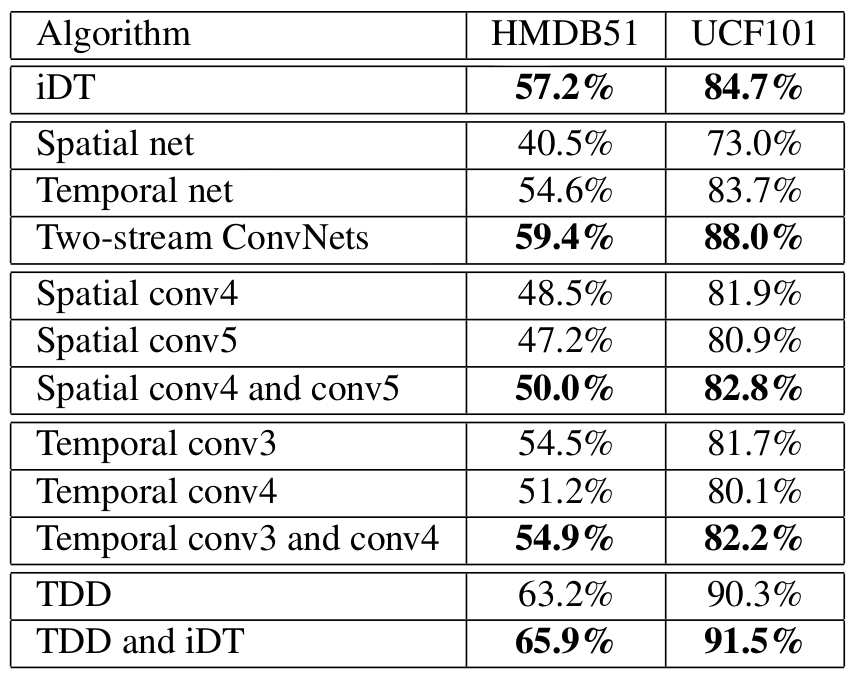 Algorithm HMDB51 UCF101
iDT 57.2% 84.7%
Spatial net 40.5% 73.0%
Temporal net 54.6% 83.7%
Two-stream ConvNets 59.4% 88.0%
Spatial conv4 48.5% 81.9%
Spatial conv5 47.2% 80.9%
Spatial conv4 and conv5 50.0% 82.8%
Temporal conv3 54.5% 81.7%
Temporal conv4 51.2% 80.1%
Temporal conv3 and conv4 54.9% 82.2%
TDD 63.2% 90.3%
TDD and iDT 65.9% 91.5%